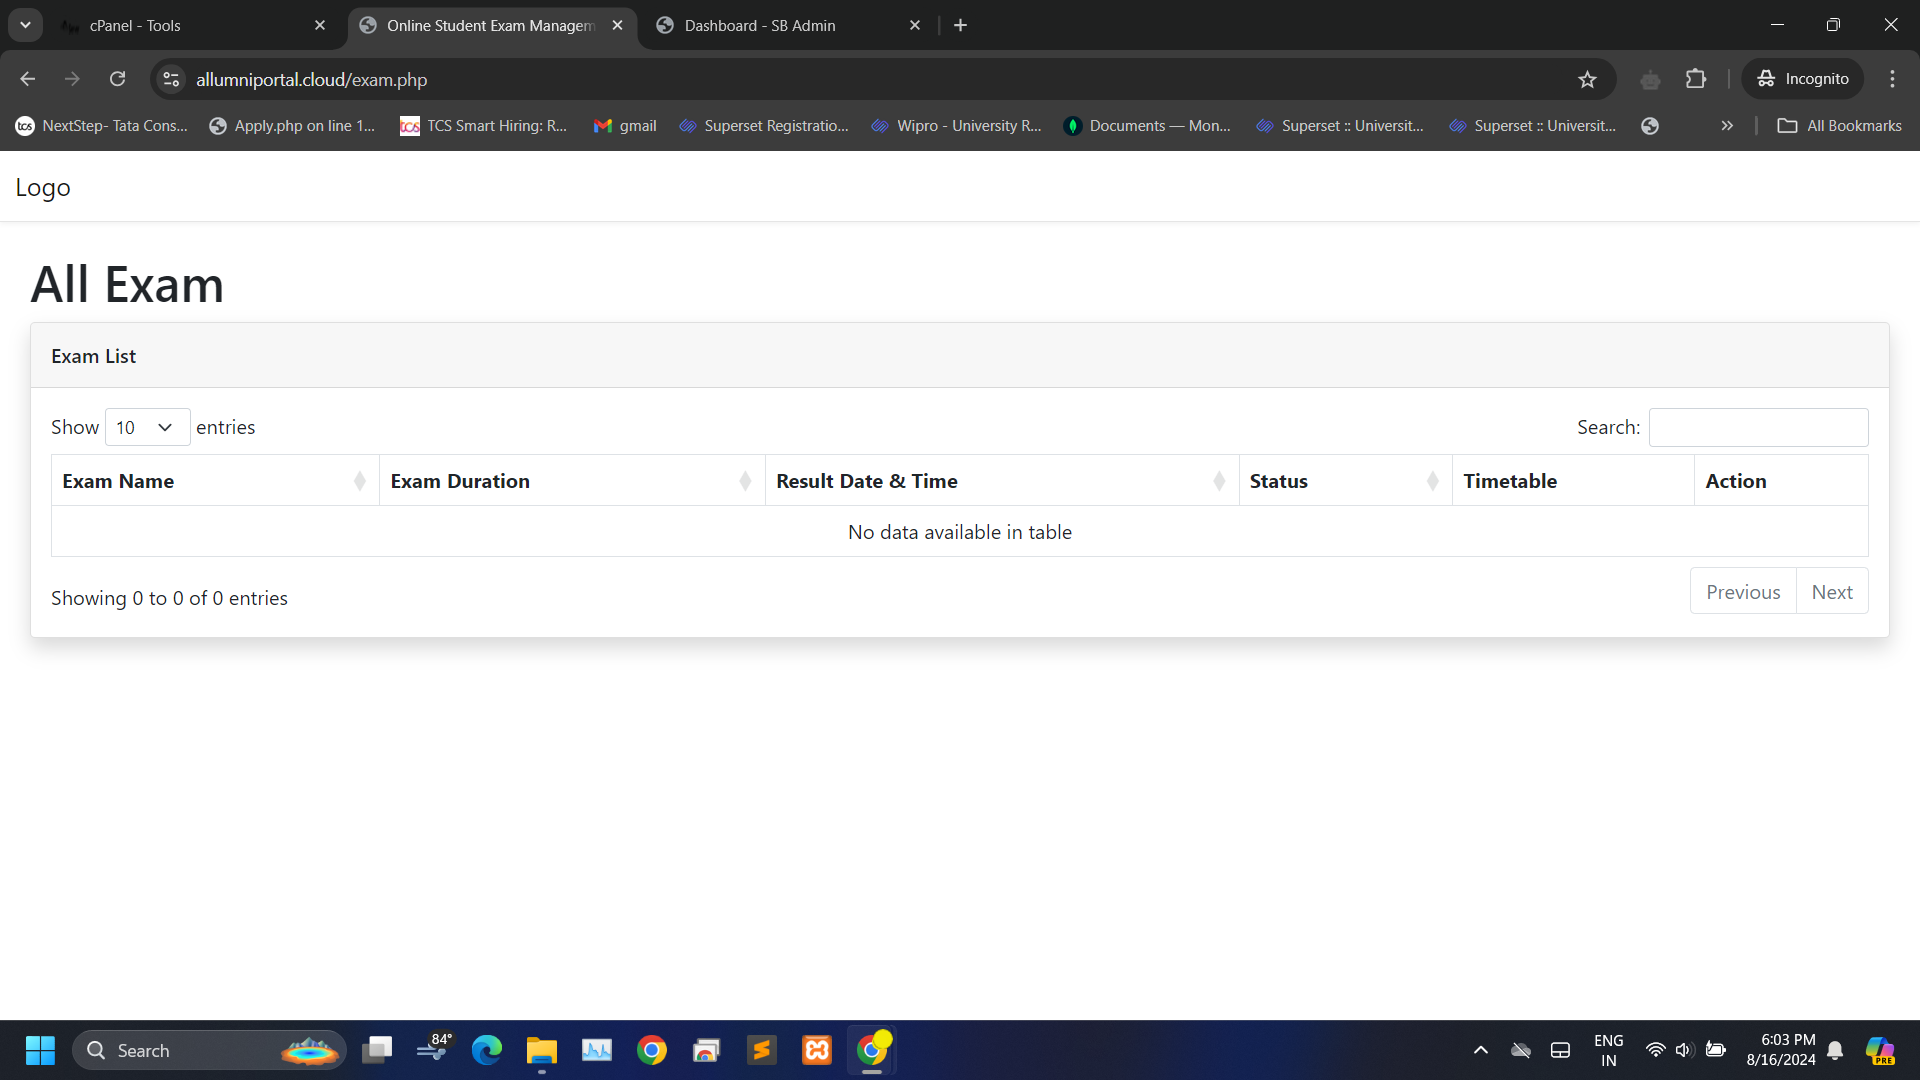 cPanel - Tools
Online Student Exam Managem
Dashboard - SB Admin
allumniportal.cloud/exam.php
Incognito
NextStep- Tata Cons...
Apply.php on line 1...
TCS Smart Hiring: R...
gmail
Superset Registratio...
Wipro - University R...
Documents — Mon...
Superset :: Universit...
Superset :: Universit...
All Bookmarks
Logo
All Exam
Exam List
Show 10 entries
Search:
Exam Name Exam Duration Result Date & Time Status Timetable Action
No data available in table
Showing 0 to 0 of 0 entries
Previous Next
Search
84°
ENG
IN
6:03 PM
8/16/2024
PRE